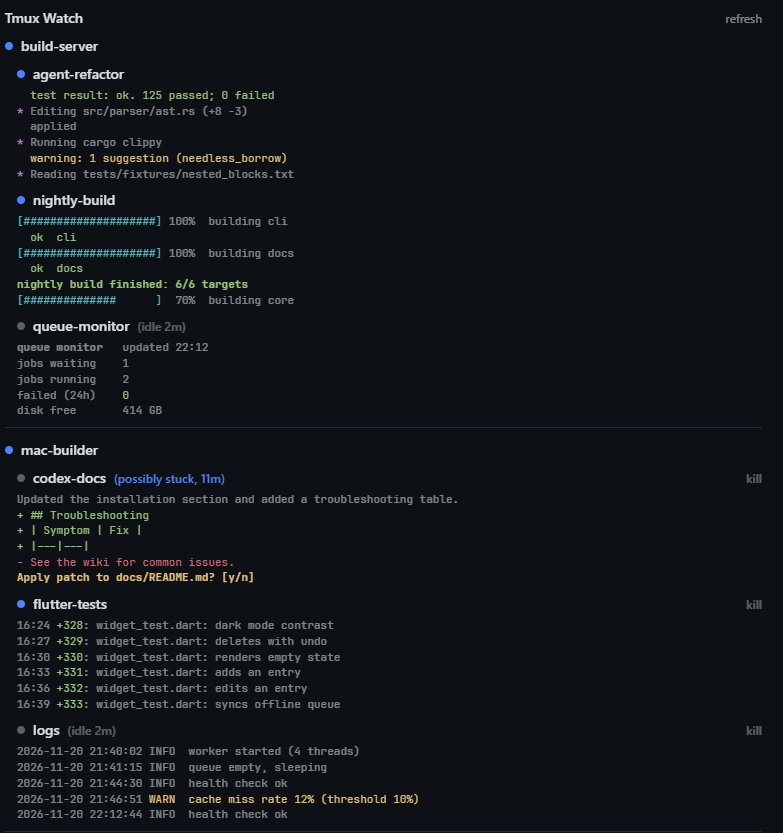 Tmux Watch refresh
build-server
agent-refactor
test result: ok. 125 passed; 0 failed
* Editing src/parser/ast.rs (+8 -3)
applied
* Running cargo clippy
warning: 1 suggestion (needless_borrow)
* Reading tests/fixtures/nested_blocks.txt
nightly-build
[####################] 100%  building cli
ok  cli
[####################] 100%  building docs
ok  docs
nightly build finished: 6/6 targets
[##############      ]  70%  building core
queue-monitor (idle 2m)
queue monitor   updated 22:12
jobs waiting    1
jobs running    2
failed (24h)    0
disk free       414 GB
mac-builder
codex-docs (possibly stuck, 11m) kill
Updated the installation section and added a troubleshooting table.
+ ## Troubleshooting
+ | Symptom | Fix |
+ |---|---|
- See the wiki for common issues.
Apply patch to docs/README.md? [y/n]
flutter-tests kill
16:24 +328: widget_test.dart: dark mode contrast
16:27 +329: widget_test.dart: deletes with undo
16:30 +330: widget_test.dart: renders empty state
16:33 +331: widget_test.dart: adds an entry
16:36 +332: widget_test.dart: edits an entry
16:39 +333: widget_test.dart: syncs offline queue
logs (idle 2m) kill
2026-11-20 21:40:02 INFO  worker started (4 threads)
2026-11-20 21:41:15 INFO  queue empty, sleeping
2026-11-20 21:44:30 INFO  health check ok
2026-11-20 21:46:51 WARN  cache miss rate 12% (threshold 10%)
2026-11-20 22:12:44 INFO  health check ok